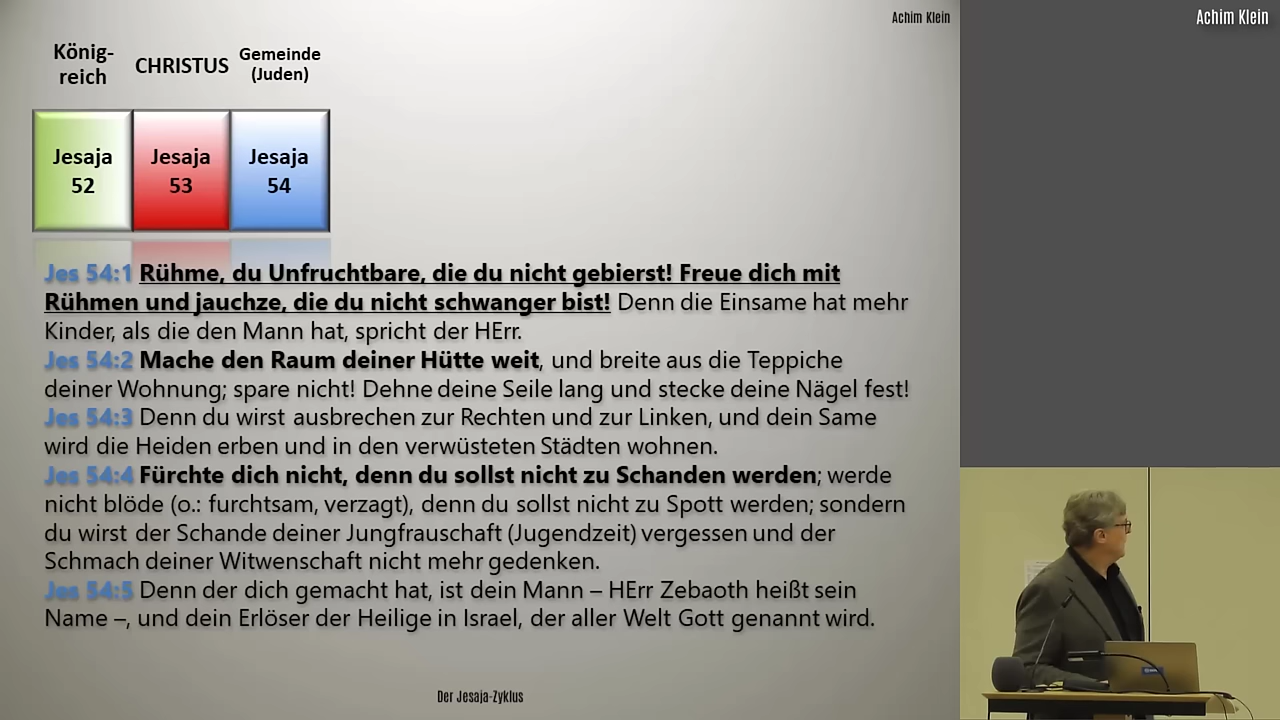 Achim Klein
Achim Klein
König-
reich
CHRISTUS
Gemeinde
(Juden)
Jesaja
52
Jesaja
53
Jesaja
54
Jes 54:1 Rühme, du Unfruchtbare, die du nicht gebierst! Freue dich mit
Rühmen und jauchze, die du nicht schwanger bist! Denn die Einsame hat mehr
Kinder, als die den Mann hat, spricht der HErr.
Jes 54:2 Mache den Raum deiner Hütte weit, und breite aus die Teppiche
deiner Wohnung; spare nicht! Dehne deine Seile lang und stecke deine Nägel fest!
Jes 54:3 Denn du wirst ausbrechen zur Rechten und zur Linken, und dein Same
wird die Heiden erben und in den verwüsteten Städten wohnen.
Jes 54:4 Fürchte dich nicht, denn du sollst nicht zu Schanden werden; werde
nicht blöde (o.: furchtsam, verzagt), denn du sollst nicht zu Spott werden; sondern
du wirst der Schande deiner Jungfrauschaft (Jugendzeit) vergessen und der
Schmach deiner Witwenschaft nicht mehr gedenken.
Jes 54:5 Denn der dich gemacht hat, ist dein Mann – HErr Zebaoth heißt sein
Name –, und dein Erlöser der Heilige in Israel, der aller Welt Gott genannt wird.
Der Jesaja-Zyklus